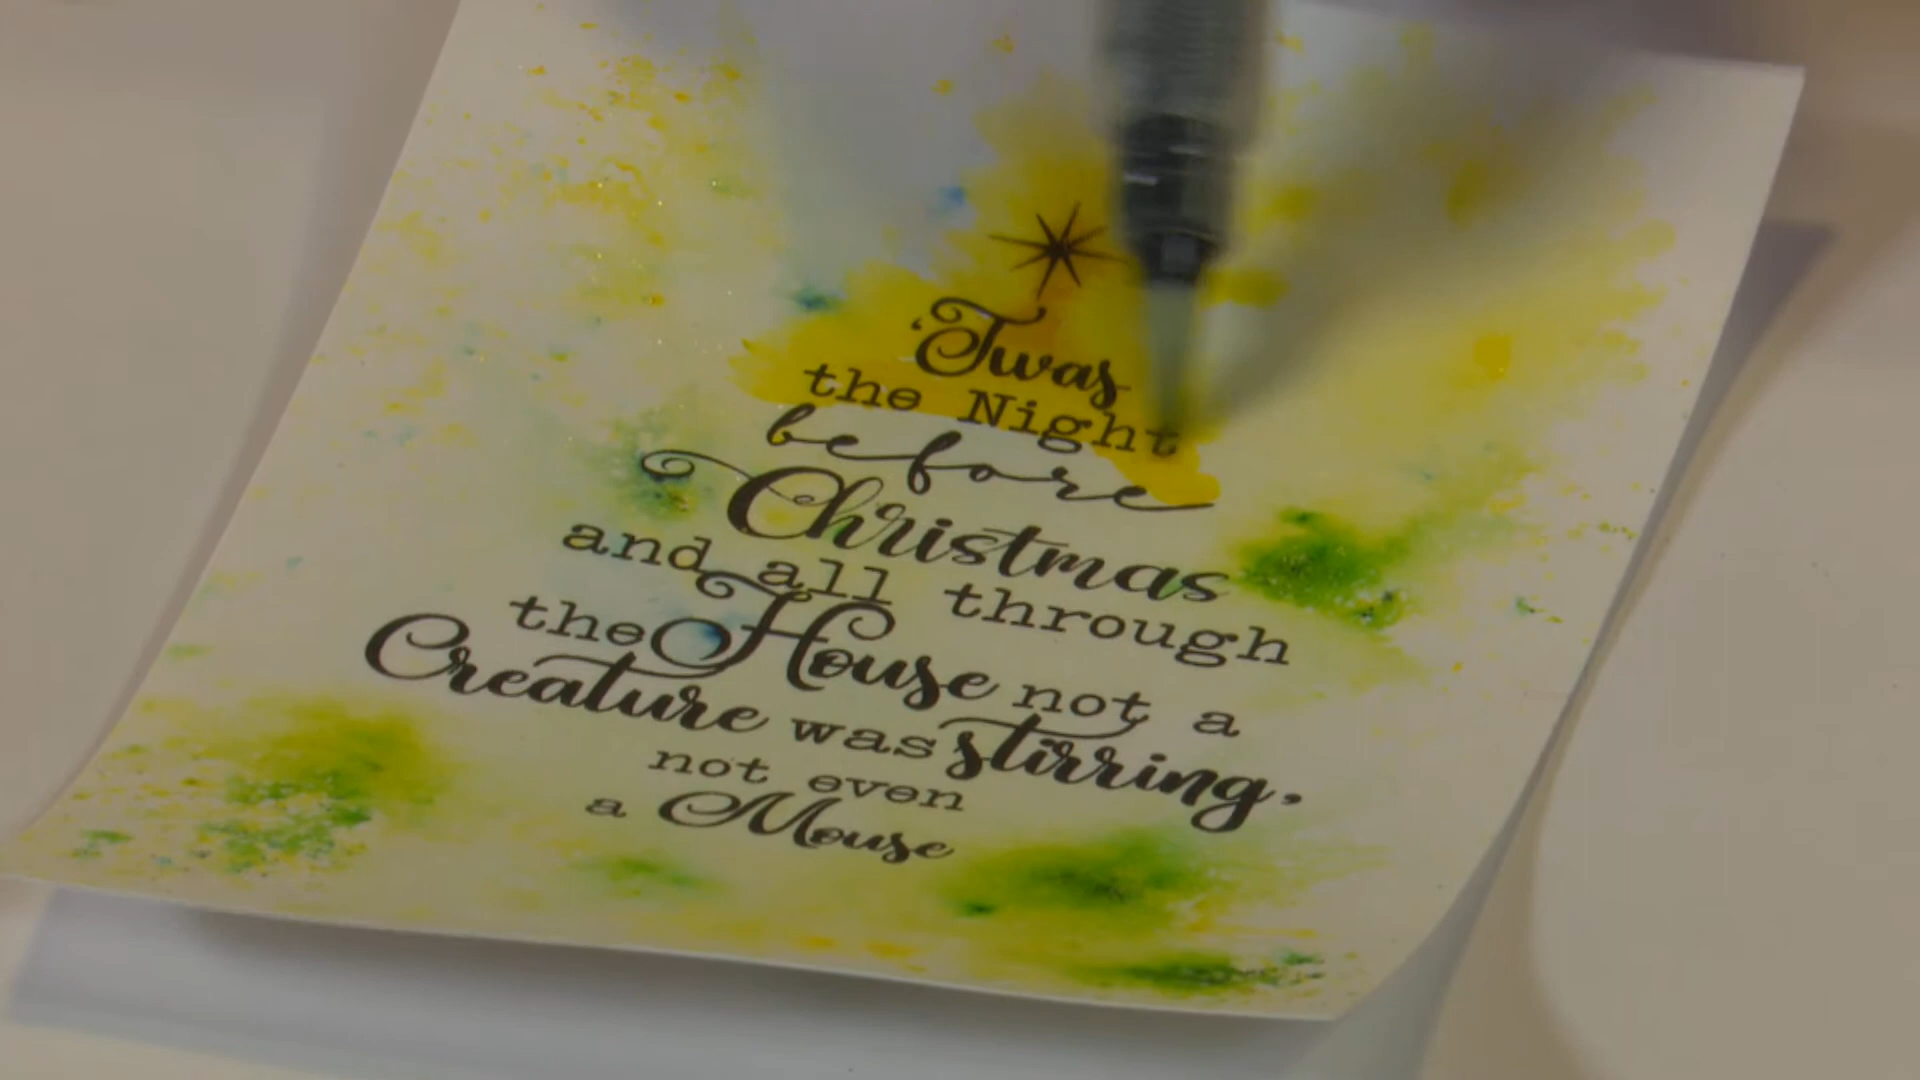 ‘Twas
the Night
before
Christmas
and all through
the House not a
Creature was stirring,
not even
a Mouse